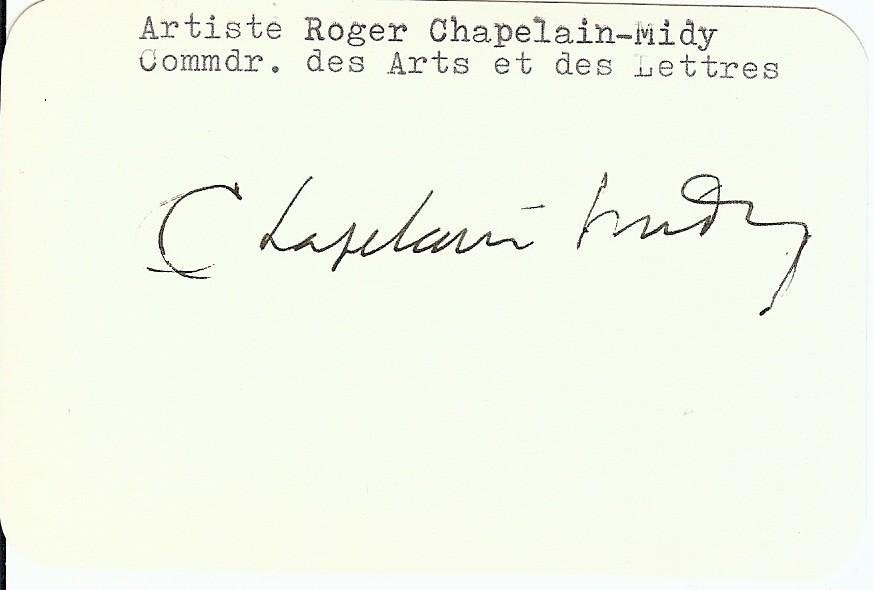 Artiste Roger Chapelain-Midy
Commdr. des Arts et des Lettres
Chapelain-Midy